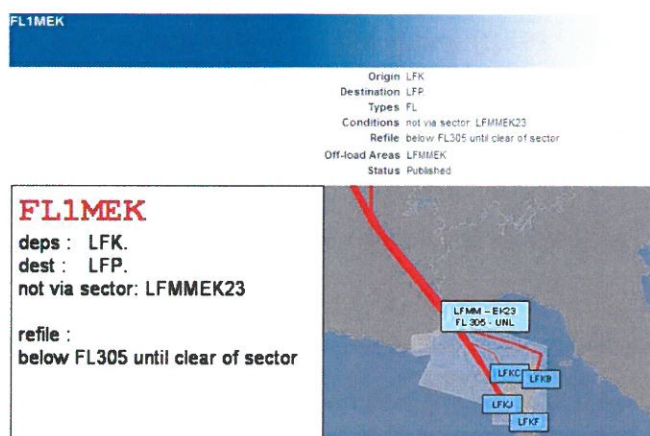 FL1MEK
Origin LFK
Destination LFP
Types FL
Conditions not via sector: LFMMEK23
Refile below FL305 until clear of sector
Off-load Areas LFMMEK
Status Published
FL1MEK
deps : LFK.
dest : LFP.
not via sector: LFMMEK23
refile :
below FL305 until clear of sector
LFMM - EK23
FL 305 - UNL
LFKC
LFKB
LFKJ
LFKF